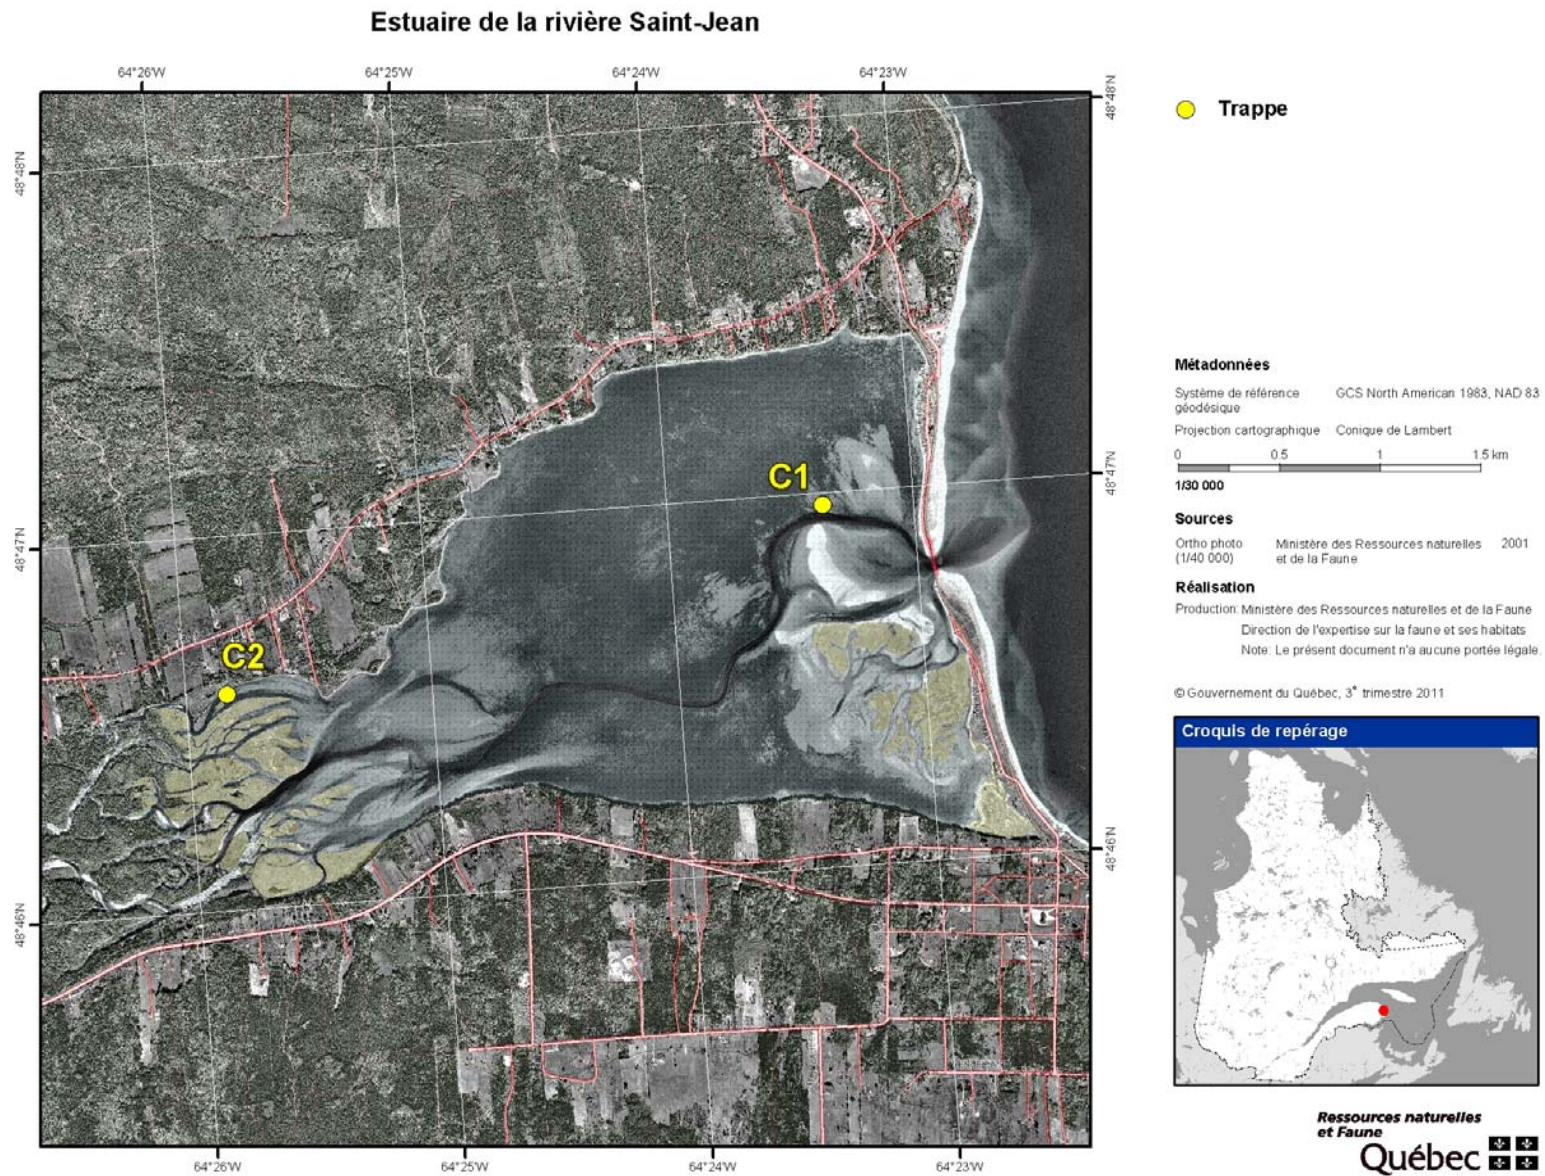 Estuaire de la rivière Saint-Jean
64°26'W 64°25'W 64°24'W 64°23'W
48°48'N
48°48'N
C1
48°47'N
48°47'N
C2
48°46'N
48°46'N
64°26'W 64°25'W 64°24'W 64°23'W
Trappe
Métadonnées
Système de référence géodésique GCS North American 1983, NAD 83
Projection cartographique Conique de Lambert
0 0.5 1 1.5 km
1/30 000
Sources
Ortho photo (1/40 000) Ministère des Ressources naturelles et de la Faune 2001
Réalisation
Production: Ministère des Ressources naturelles et de la Faune
Direction de l'expertise sur la faune et ses habitats
Note: Le présent document n'a aucune portée légale.
© Gouvernement du Québec, 3e trimestre 2011
Croquis de repérage
Ressources naturelles
et Faune
Québec